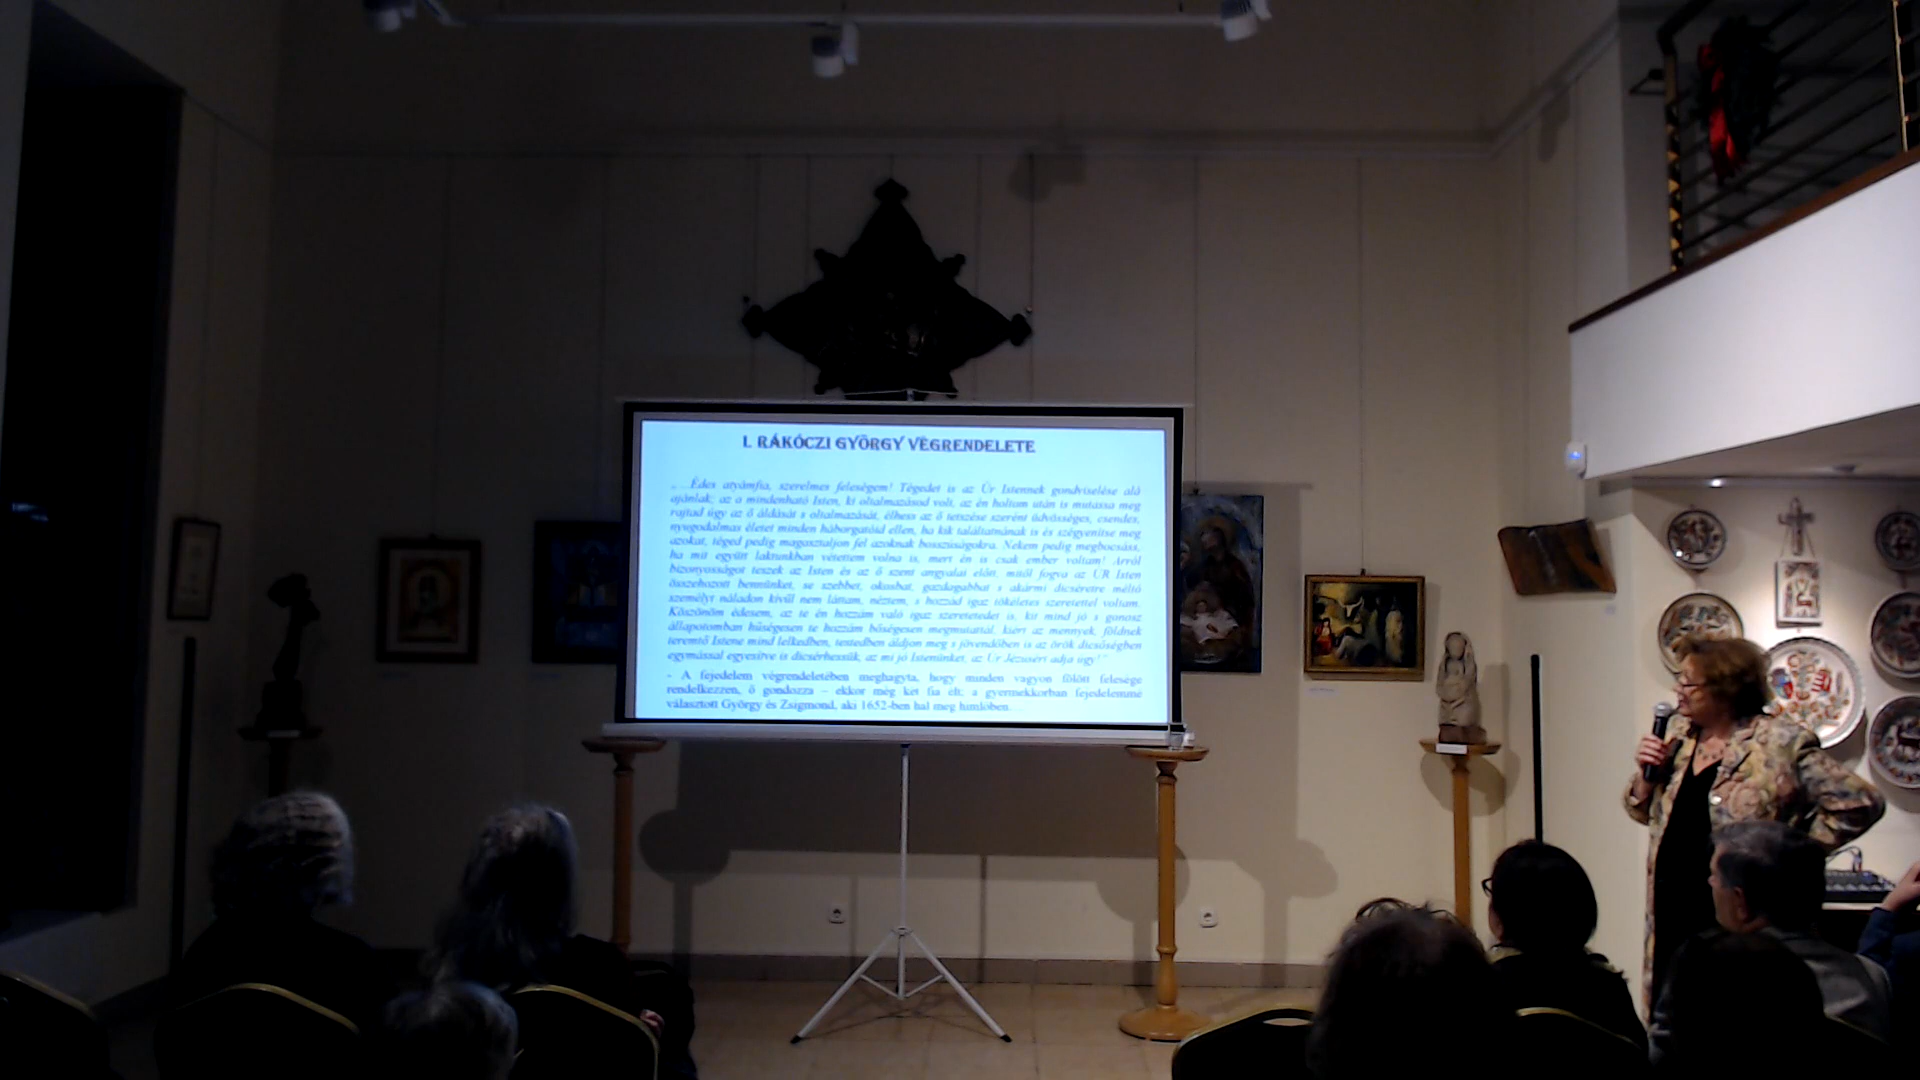 I. RÁKÓCZI GYÖRGY VÉGRENDELETE
„...Édes atyámfia, szerelmes feleségem! Tégedet is az Úr Istennek gondviselése alá
ajánlak; az a mindenható Isten, ki oltalmazásod volt, az én holtam után is mutassa meg
rajtad úgy az ő áldását s oltalmazását, élhess az ő tetszése szerént üdvösséges, csendes,
nyugodalmas életet minden háborgatóid ellen, ha kik találtatnának is és szégyenítse meg
azokat, téged pedig magasztaljon fel azoknak bosszúságokra. Nekem pedig megbocsáss,
ha mit együtt laktunkban vétettem volna is, mert én is csak ember voltam! Arról
bizonyosságot teszek az Isten és az ő szent angyalai előtt, mitől fogva az ÚR Isten
összehozott bennünket, se szebbet, okosbat, gazdagabbat s akármi dicséretre méltó
személyt náladon kívül nem láttam, néztem, s hozzád igaz tökéletes szeretettel voltam.
Köszönöm édesem, az te én hozzám való igaz szeretetedet is, kit mind jó s gonosz
állapotomban hűségesen te hozzám bőségesen megmutattál, kiért az mennyek, földnek
teremtő Istene mind lelkedben, testedben áldjon meg s jövendőben is az örök dicsőségben
egymással egyesítve is dicsérhessük, az mi jó Istenünket, az Úr Jézusért adja úgy!"
- A fejedelem végrendeletében meghagyta, hogy minden vagyon fölött felesége
rendelkezzen, ő gondozza – ekkor még két fia élt: a gyermekkorban fejedelemmé
választott György és Zsigmond, aki 1652-ben hal meg himlőben...